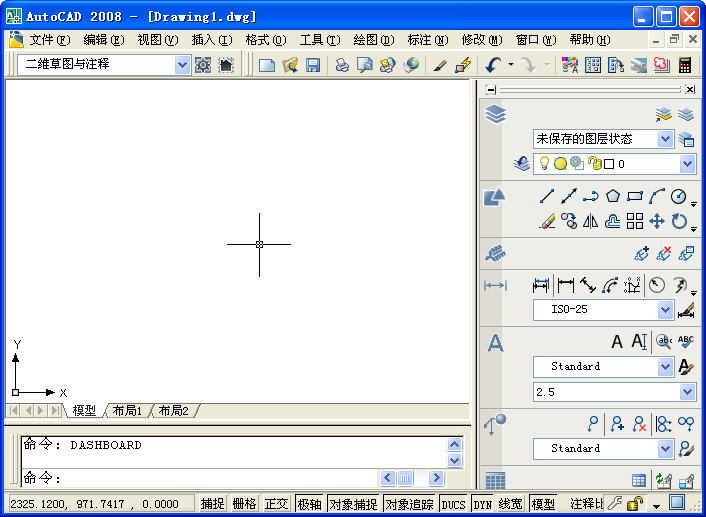 AutoCAD 2008 - [Drawing1.dwg]
文件(F) 编辑(E) 视图(V) 插入(I) 格式(O) 工具(T) 绘图(D) 标注(N) 修改(M) 窗口(W) 帮助(H)
二维草图与注释
未保存的图层状态
0
ISO-25
A A ABC
A
Standard
2.5
Y
X
模型 布局1 布局2
命令: DASHBOARD
Standard
命令:
2325.1200, 971.7417 , 0.0000 捕捉 栅格 正交 极轴 对象捕捉 对象追踪 DUCS DYN 线宽 模型 注释比